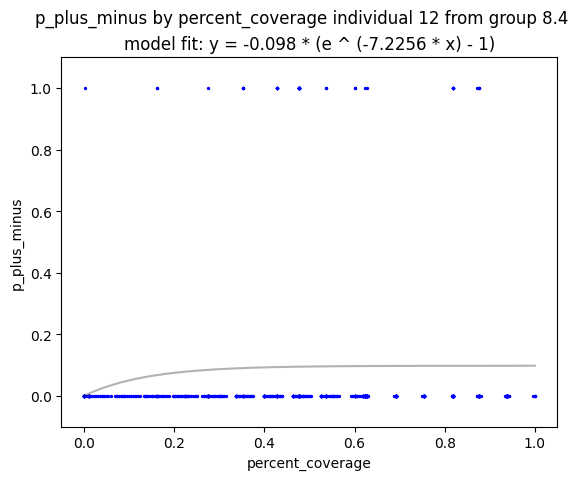 p_plus_minus by percent_coverage individual 12 from group 8.4
model fit: y = -0.098 * (e ^ (-7.2256 * x) - 1)
1.0
0.8
0.6
0.4
0.2
0.0
p_plus_minus
0.0 0.2 0.4 0.6 0.8 1.0
percent_coverage